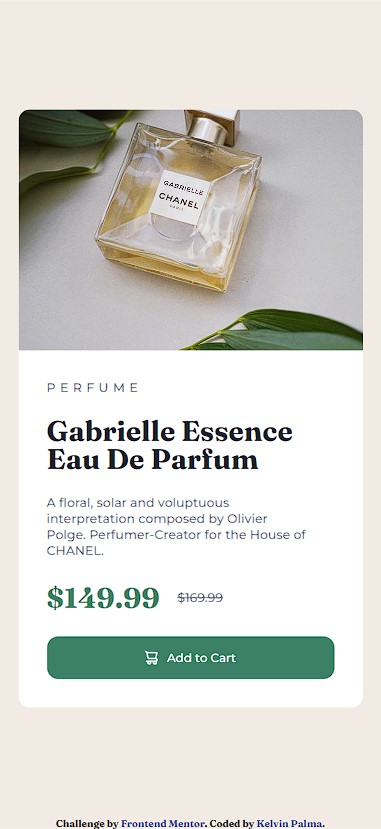 GABRIELLE
CHANEL
PARIS
PERFUME
Gabrielle Essence
Eau De Parfum
A floral, solar and voluptuous
interpretation composed by Olivier
Polge. Perfumer-Creator for the House of
CHANEL.
$149.99 $169.99
Add to Cart
Challenge by Frontend Mentor. Coded by Kelvin Palma.